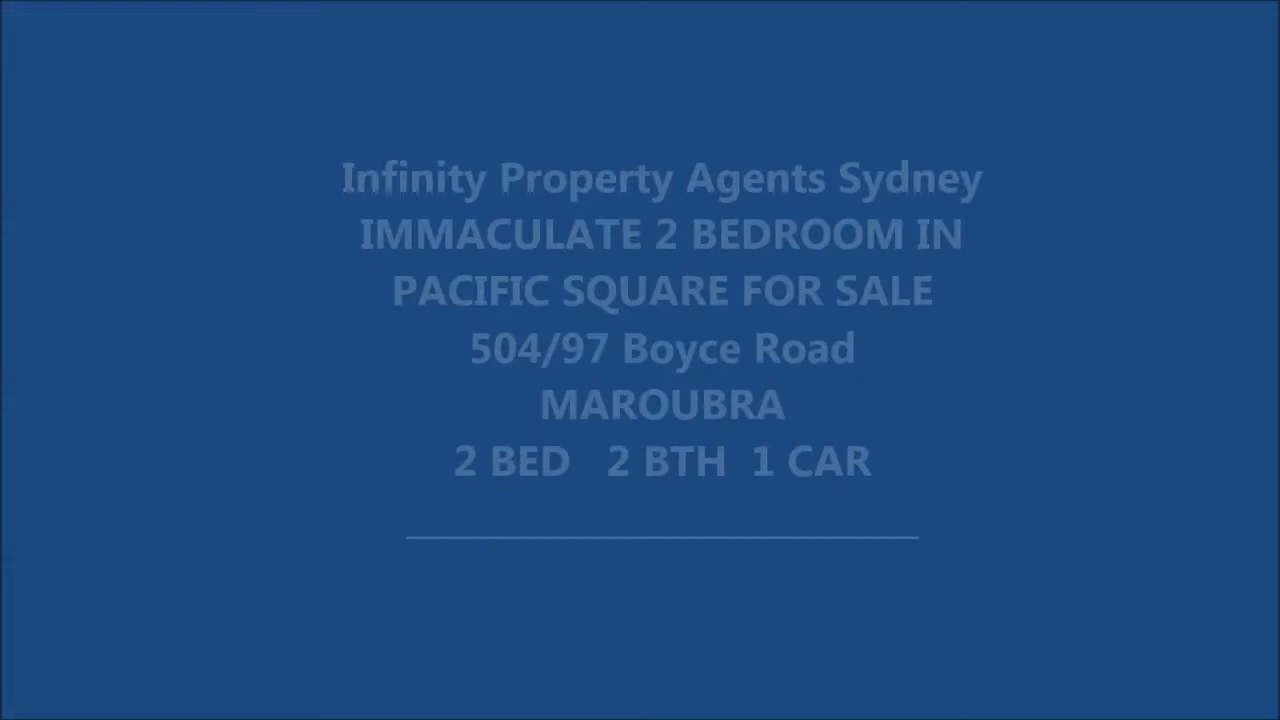 Infinity Property Agents Sydney
IMMACULATE 2 BEDROOM IN
PACIFIC SQUARE FOR SALE
504/97 Boyce Road
MAROUBRA
2 BED 2 BTH 1 CAR